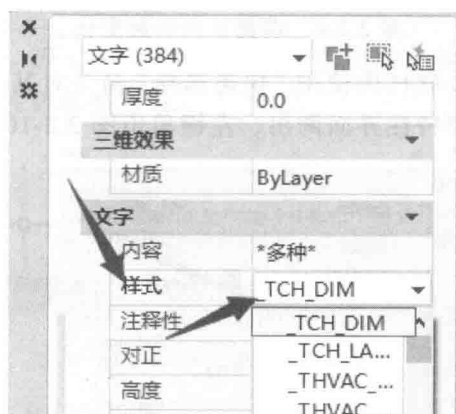 文字 (384)
厚度 0.0
三维效果
材质 ByLayer
文字
内容 *多种*
样式 _TCH_DIM
注释性 _TCH_DIM
对正 _TCH_LA...
高度 _THVAC_...
_THVAC